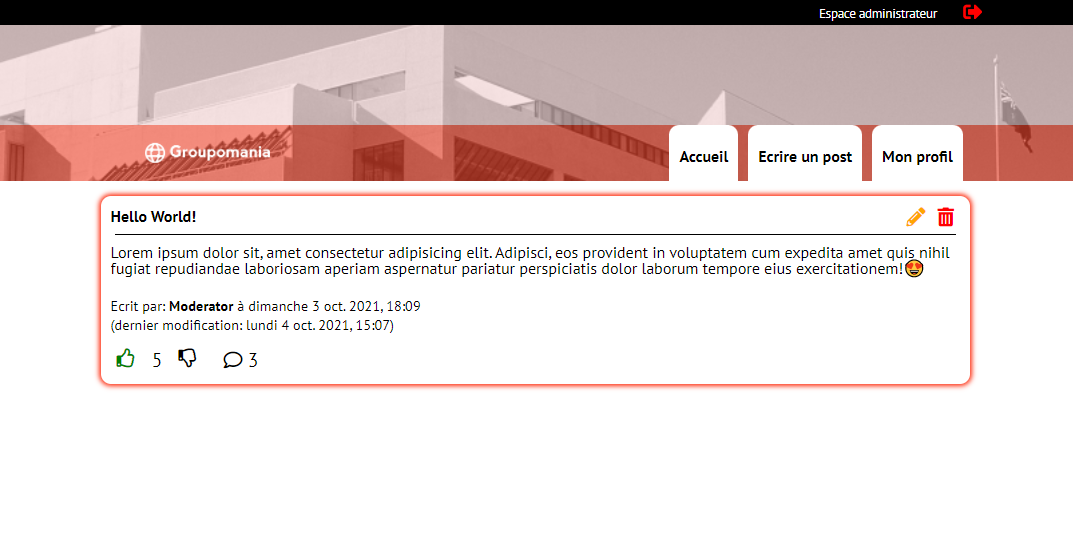 Espace administrateur
Groupomania
Accueil
Ecrire un post
Mon profil
Hello World!
Lorem ipsum dolor sit, amet consectetur adipisicing elit. Adipisci, eos provident in voluptatem cum expedita amet quis nihil
fugiat repudiandae laboriosam aperiam aspernatur pariatur perspiciatis dolor laborum tempore eius exercitationem!😍
Ecrit par: Moderator à dimanche 3 oct. 2021, 18:09
(dernier modification: lundi 4 oct. 2021, 15:07)
5 3